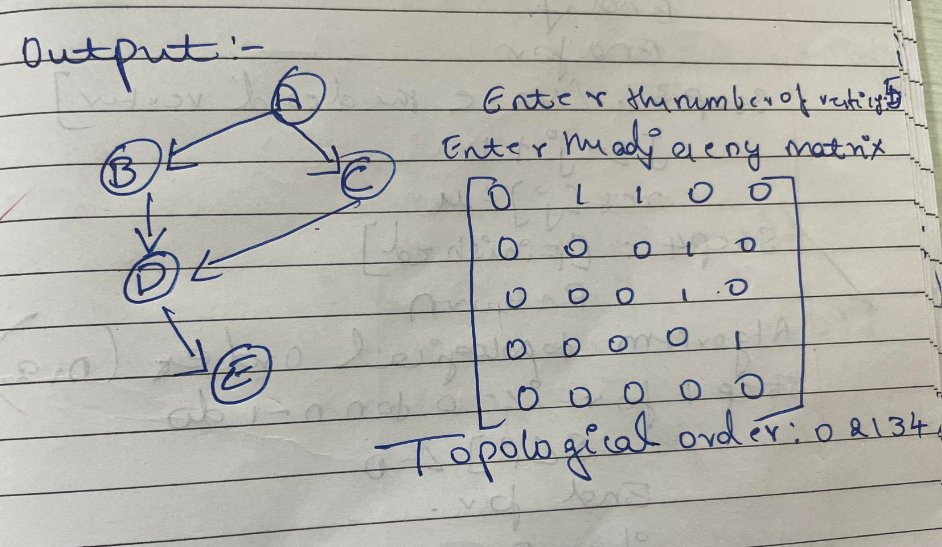 Output :-
A
B
C
D
E
Enter the number of vertices 5
Enter the adjacency matrix
0 1 1 0 0
0 0 0 1 0
0 0 0 1 0
0 0 0 0 1
0 0 0 0 0
Topological order: 0 2 1 3 4